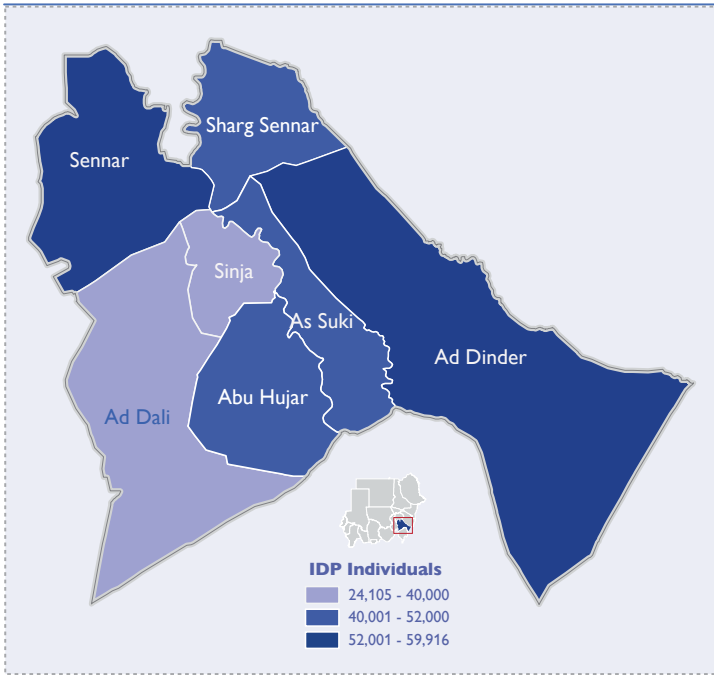 Sharg Sennar
Sennar
Sinja
As Suki
Ad Dinder
Abu Hujar
Ad Dali
IDP Individuals
24,105 - 40,000
40,001 - 52,000
52,001 - 59,916